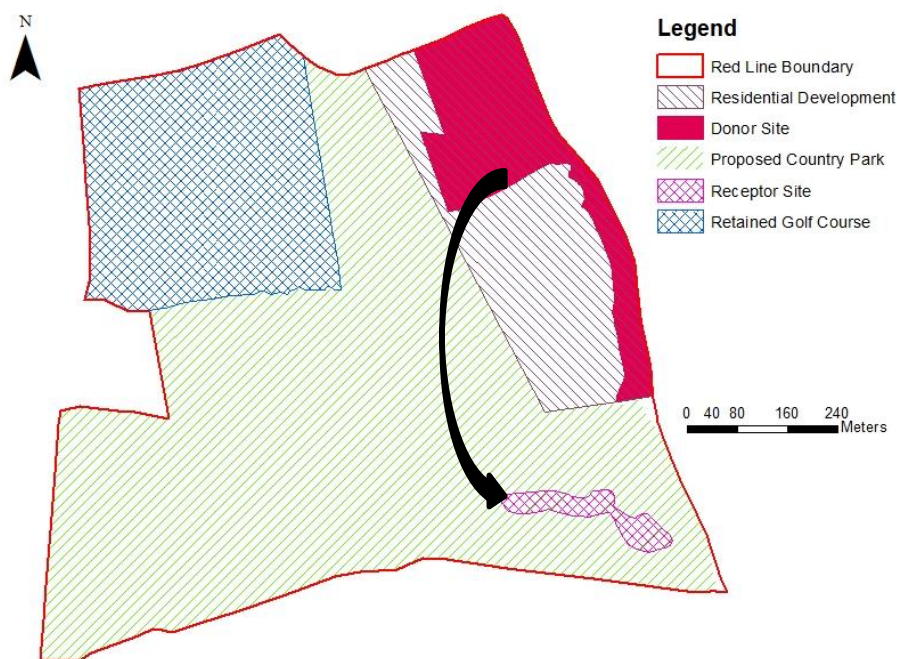 N
Legend
Red Line Boundary
Residential Development
Donor Site
Proposed Country Park
Receptor Site
Retained Golf Course
0 40 80 160 240
Meters